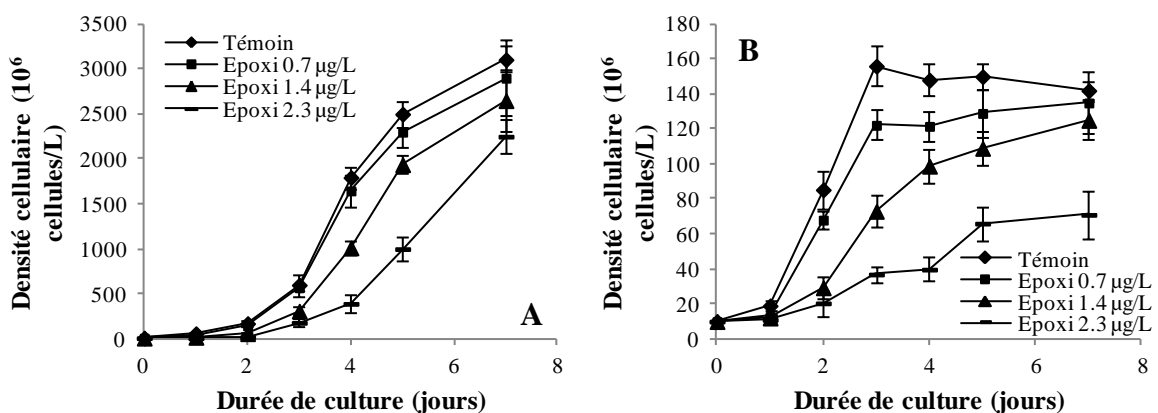 Densité cellulaire (10⁶
cellules/L)
3500
3000
2500
2000
1500
1000
500
0
Témoin
Epoxi 0.7 µg/L
Epoxi 1.4 µg/L
Epoxi 2.3 µg/L
A
0 2 4 6 8
Durée de culture (jours)
Densité cellulaire (10⁶
cellules/L)
180
160
140
120
100
80
60
40
20
0
B
Témoin
Epoxi 0.7 µg/L
Epoxi 1.4 µg/L
Epoxi 2.3 µg/L
0 2 4 6 8
Durée de culture (jours)